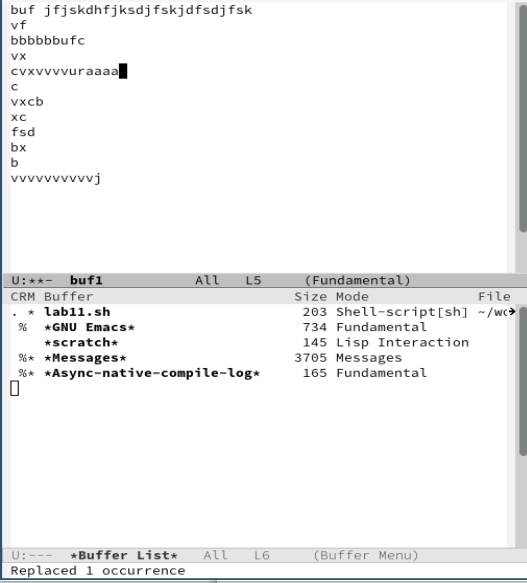 buf jfjskdhfjksdjfskjdfsdjfsk
vf
bbbbbbufc
vx
cvxvvvvuraaaa
c
vxcb
xc
fsd
bx
b
vvvvvvvvvvj
U:**-  buf1           All   L5     (Fundamental)
CRM Buffer                  Size Mode             File
. * lab11.sh                 203 Shell-script[sh] ~/wo
 %  *GNU Emacs*              734 Fundamental
    *scratch*                145 Lisp Interaction
 %* *Messages*              3705 Messages
 %* *Async-native-compile-log*     165 Fundamental
U:---  *Buffer List*   All   L6     (Buffer Menu)
Replaced 1 occurrence